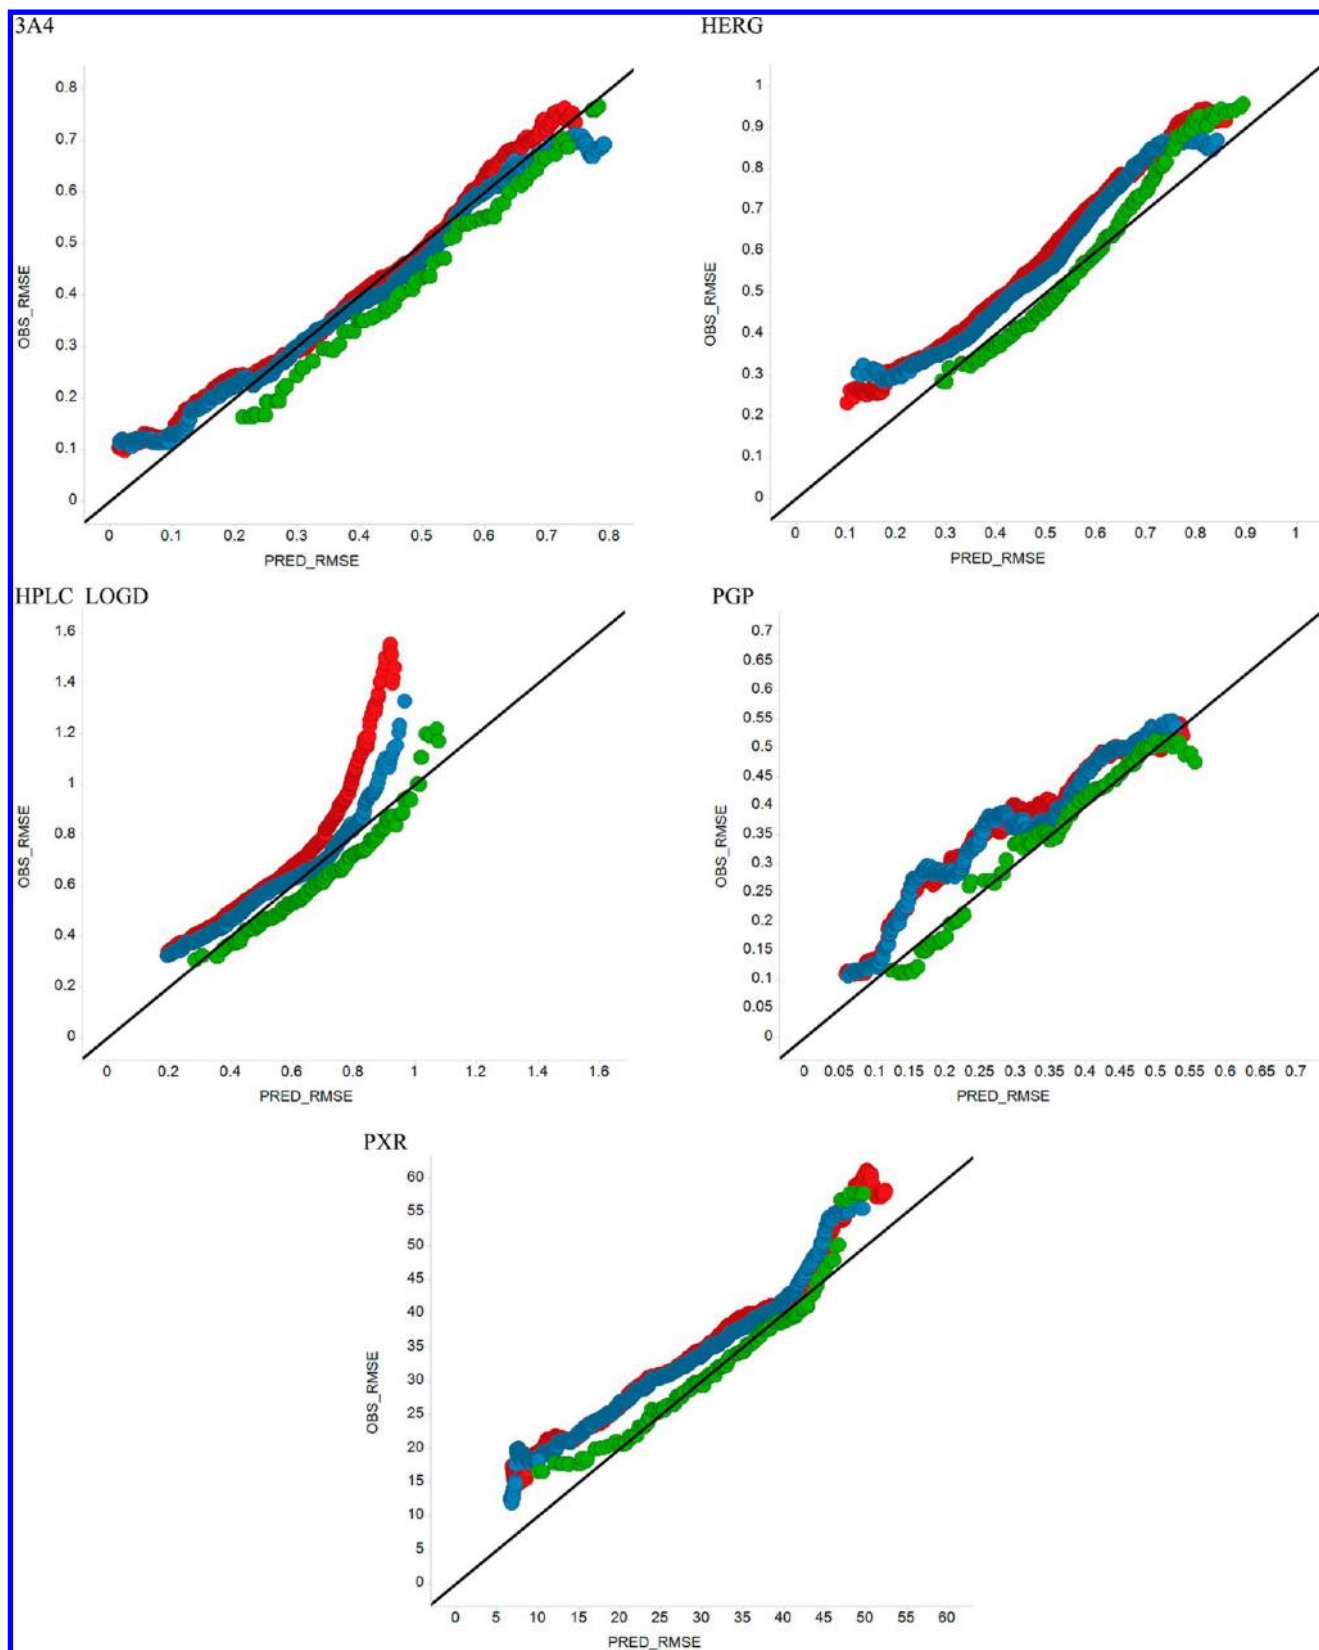 3A4
0.8
0.7
0.6
0.5
0.4
0.3
0.2
0.1
0
OBS_RMSE
0 0.1 0.2 0.3 0.4 0.5 0.6 0.7 0.8
PRED_RMSE
HERG
1
0.9
0.8
0.7
0.6
0.5
0.4
0.3
0.2
0.1
0
OBS_RMSE
0 0.1 0.2 0.3 0.4 0.5 0.6 0.7 0.8 0.9 1
PRED_RMSE
HPLC LOGD
1.6
1.4
1.2
1
0.8
0.6
0.4
0.2
0
OBS_RMSE
0 0.2 0.4 0.6 0.8 1 1.2 1.4 1.6
PRED_RMSE
PGP
0.7
0.65
0.6
0.55
0.5
0.45
0.4
0.35
0.3
0.25
0.2
0.15
0.1
0.05
0
OBS_RMSE
0 0.05 0.1 0.15 0.2 0.25 0.3 0.35 0.4 0.45 0.5 0.55 0.6 0.65 0.7
PRED_RMSE
PXR
60
55
50
45
40
35
30
25
20
15
10
5
0
OBS_RMSE
0 5 10 15 20 25 30 35 40 45 50 55 60
PRED_RMSE